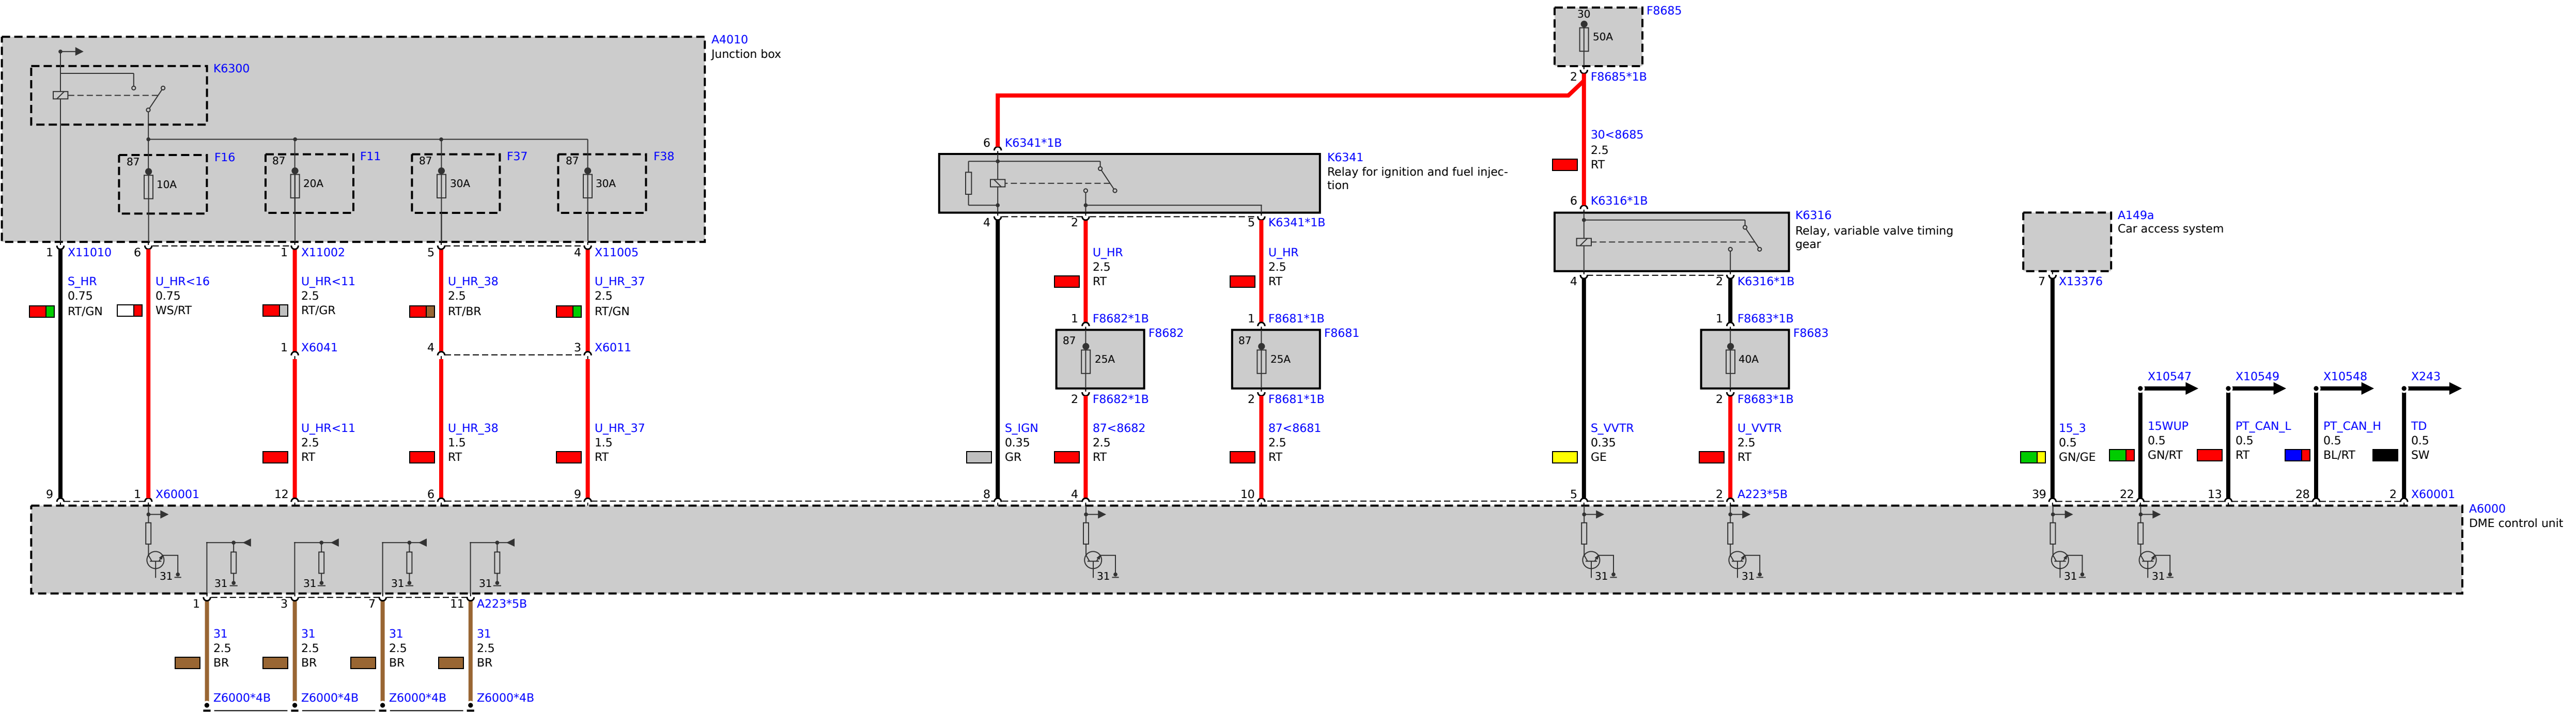 30
F8685
50A
2
F8685*1B
A4010
Junction box
K6300
87
F16
10A
87
F11
20A
87
F37
30A
87
F38
30A
6
K6341*1B
30<8685
2.5
RT
K6341
Relay for ignition and fuel injec-
tion
6
K6316*1B
K6316
Relay, variable valve timing
gear
A149a
Car access system
1
X11010
6
1
X11002
5
4
X11005
4
2
5
K6341*1B
4
2
K6316*1B
7
X13376
S_HR
0.75
RT/GN
U_HR<16
0.75
WS/RT
U_HR<11
2.5
RT/GR
U_HR_38
2.5
RT/BR
U_HR_37
2.5
RT/GN
U_HR
2.5
RT
U_HR
2.5
RT
1
F8682*1B
1
F8681*1B
1
F8683*1B
87
F8682
25A
87
F8681
25A
F8683
40A
1
X6041
4
3
X6011
2
F8682*1B
2
F8681*1B
2
F8683*1B
X10547
X10549
X10548
X243
U_HR<11
2.5
RT
U_HR_38
1.5
RT
U_HR_37
1.5
RT
S_IGN
0.35
GR
87<8682
2.5
RT
87<8681
2.5
RT
S_VVTR
0.35
GE
U_VVTR
2.5
RT
15_3
0.5
GN/GE
15WUP
0.5
GN/RT
PT_CAN_L
0.5
RT
PT_CAN_H
0.5
BL/RT
TD
0.5
SW
9
1
X60001
12
6
9
8
4
10
5
2
A223*5B
39
22
13
28
2
X60001
A6000
DME control unit
31
31
31
31
31
31
31
31
31
31
1
3
7
11
A223*5B
31
2.5
BR
31
2.5
BR
31
2.5
BR
31
2.5
BR
Z6000*4B
Z6000*4B
Z6000*4B
Z6000*4B